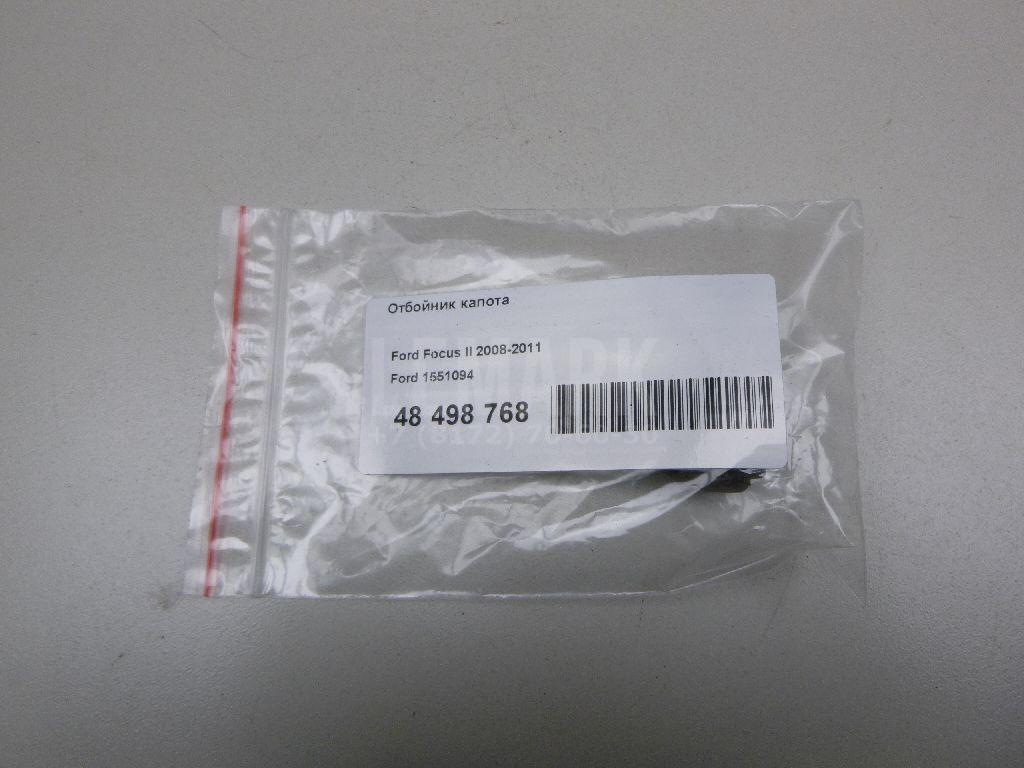 Отбойник капота
Ford Focus II 2008-2011
Ford 1551094
48 498 768